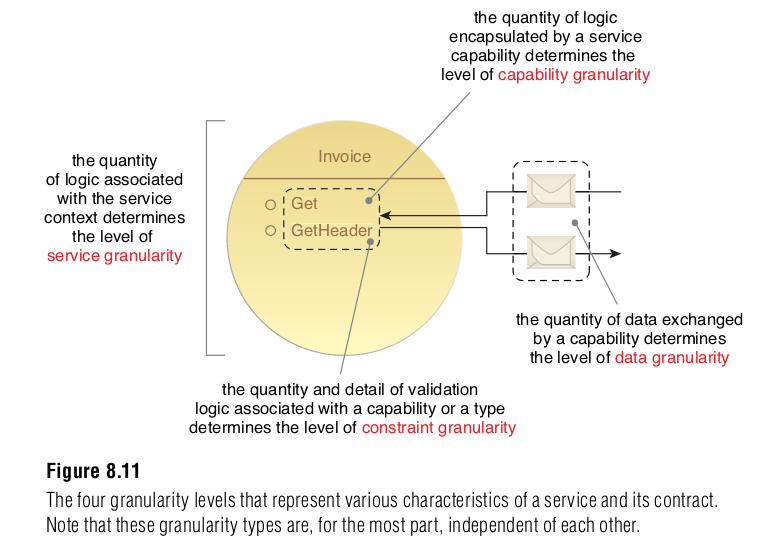 the quantity of logic
encapsulated by a service
capability determines the
level of capability granularity
the quantity
of logic associated
with the service
context determines
the level of
service granularity
Invoice
Get
GetHeader
the quantity of data exchanged
by a capability determines
the level of data granularity
the quantity and detail of validation
logic associated with a capability or a type
determines the level of constraint granularity
Figure 8.11
The four granularity levels that represent various characteristics of a service and its contract.
Note that these granularity types are, for the most part, independent of each other.